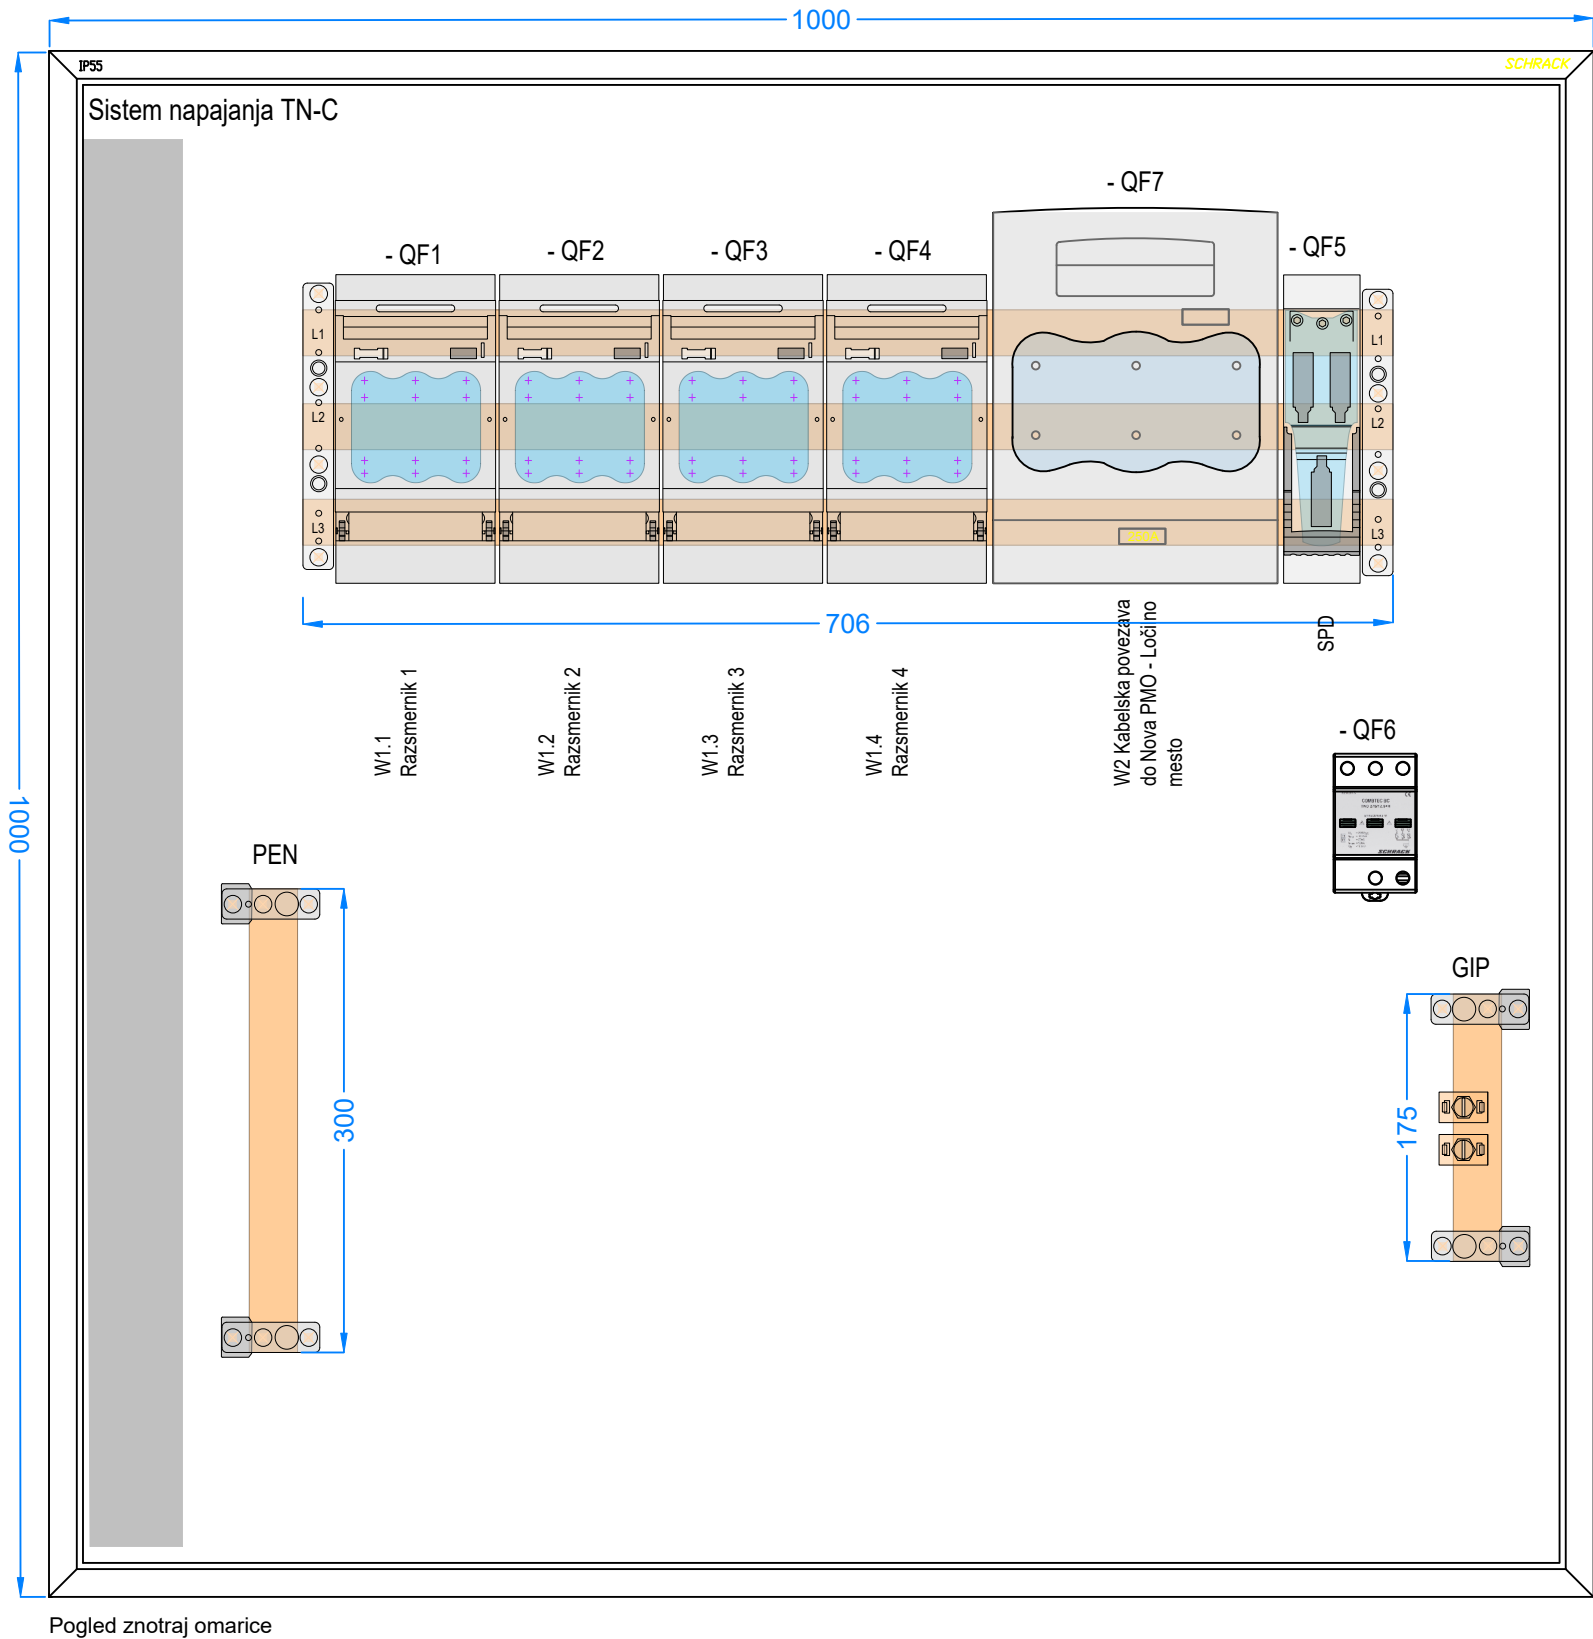 1000
IP55
SCHRACK
Sistem napajanja TN-C
- QF7
- QF1
- QF2
- QF3
- QF4
- QF5
L1
L1
L2
L2
L3
L3
250A
706
W1.1
Razsmernik 1
W1.2
Razsmernik 2
W1.3
Razsmernik 3
W1.4
Razsmernik 4
W2 Kabelska povezava
do Nova PMO - Ločilno
mesto
SPD
- QF6
SCHRACK
1000
PEN
300
GIP
175
Pogled znotraj omarice